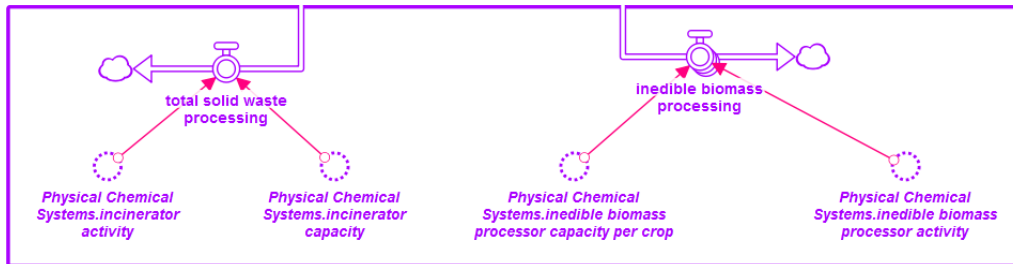 total solid waste
processing
inedible biomass
processing
Physical Chemical
Systems.incinerator
activity
Physical Chemical
Systems.incinerator
capacity
Physical Chemical
Systems.inedible biomass
processor capacity per crop
Physical Chemical
Systems.inedible biomass
processor activity